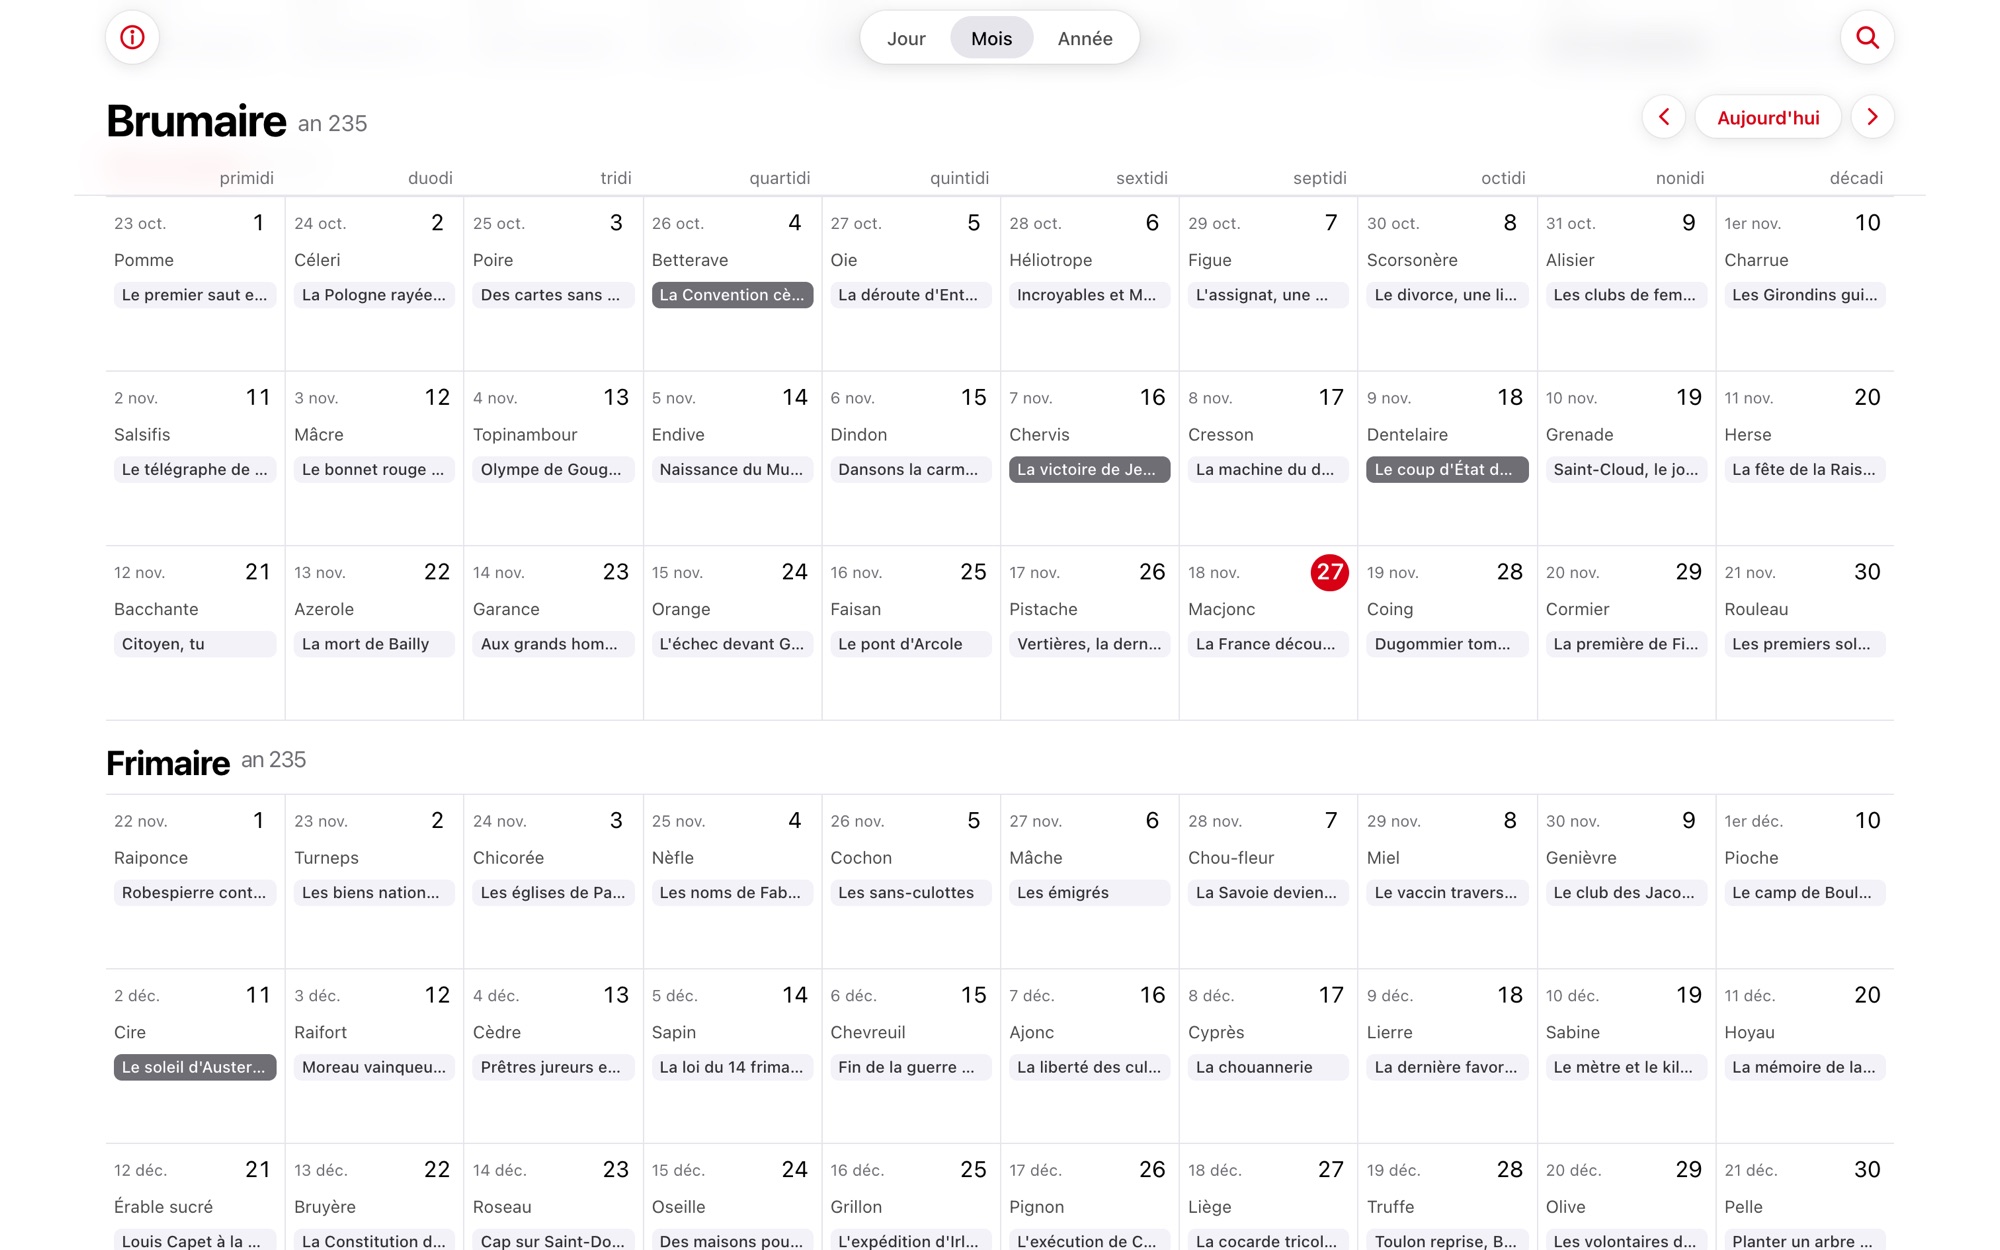 Jour Mois Année
Brumaire an 235
Aujourd'hui
primidi duodi tridi quartidi quintidi sextidi septidi octidi nonidi décadi
23 oct. 1 24 oct. 2 25 oct. 3 26 oct. 4 27 oct. 5 28 oct. 6 29 oct. 7 30 oct. 8 31 oct. 9 1er nov. 10
Pomme Céleri Poire Betterave Oie Héliotrope Figue Scorsonère Alisier Charrue
Le premier saut e... La Pologne rayée... Des cartes sans ... La Convention cè... La déroute d'Ent... Incroyables et M... L'assignat, une ... Le divorce, une li... Les clubs de fem... Les Girondins gui...
2 nov. 11 3 nov. 12 4 nov. 13 5 nov. 14 6 nov. 15 7 nov. 16 8 nov. 17 9 nov. 18 10 nov. 19 11 nov. 20
Salsifis Mâcre Topinambour Endive Dindon Chervis Cresson Dentelaire Grenade Herse
Le télégraphe de ... Le bonnet rouge ... Olympe de Goug... Naissance du Mu... Dansons la carm... La victoire de Je... La machine du d... Le coup d'État d... Saint-Cloud, le jo... La fête de la Rais...
12 nov. 21 13 nov. 22 14 nov. 23 15 nov. 24 16 nov. 25 17 nov. 26 18 nov. 27 19 nov. 28 20 nov. 29 21 nov. 30
Bacchante Azerole Garance Orange Faisan Pistache Macjonc Coing Cormier Rouleau
Citoyen, tu La mort de Bailly Aux grands hom... L'échec devant G... Le pont d'Arcole Vertières, la dern... La France décou... Dugommier tom... La première de Fi... Les premiers sol...
Frimaire an 235
22 nov. 1 23 nov. 2 24 nov. 3 25 nov. 4 26 nov. 5 27 nov. 6 28 nov. 7 29 nov. 8 30 nov. 9 1er déc. 10
Raiponce Turneps Chicorée Nèfle Cochon Mâche Chou-fleur Miel Genièvre Pioche
Robespierre cont... Les biens nation... Les églises de Pa... Les noms de Fab... Les sans-culottes Les émigrés La Savoie devien... Le vaccin travers... Le club des Jaco... Le camp de Boul...
2 déc. 11 3 déc. 12 4 déc. 13 5 déc. 14 6 déc. 15 7 déc. 16 8 déc. 17 9 déc. 18 10 déc. 19 11 déc. 20
Cire Raifort Cèdre Sapin Chevreuil Ajonc Cyprès Lierre Sabine Hoyau
Le soleil d'Auster... Moreau vainqueu... Prêtres jureurs e... La loi du 14 frima... Fin de la guerre ... La liberté des cul... La chouannerie La dernière favor... Le mètre et le kil... La mémoire de la...
12 déc. 21 13 déc. 22 14 déc. 23 15 déc. 24 16 déc. 25 17 déc. 26 18 déc. 27 19 déc. 28 20 déc. 29 21 déc. 30
Érable sucré Bruyère Roseau Oseille Grillon Pignon Liège Truffe Olive Pelle
Louis Capet à la ... La Constitution d... Cap sur Saint-Do... Des maisons pou... L'expédition d'Irl... L'exécution de C... La cocarde tricol... Toulon reprise, B... Les volontaires d... Planter un arbre ...